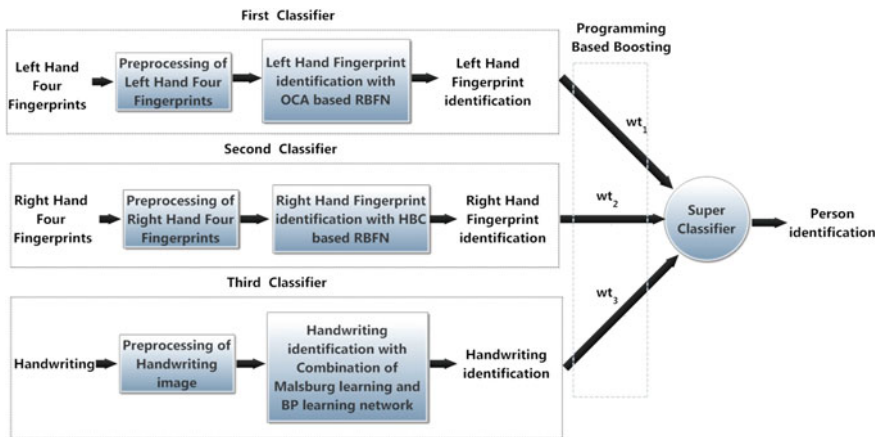 First Classifier
Left Hand
Four
Fingerprints
Preprocessing of
Left Hand Four
Fingerprints
Left Hand Fingerprint
identification with
OCA based RBFN
Left Hand
Fingerprint
identification
Second Classifier
Right Hand
Four
Fingerprints
Preprocessing of
Right Hand Four
Fingerprints
Right Hand Fingerprint
identification with HBC
based RBFN
Right Hand
Fingerprint
identification
Third Classifier
Handwriting
Preprocessing of
Handwriting
image
Handwriting
identification with
Combination of
Malsburg learning and
BP learning network
Handwriting
identification
Programming
Based Boosting
wt1
wt2
wt3
Super
Classifier
Person
identification